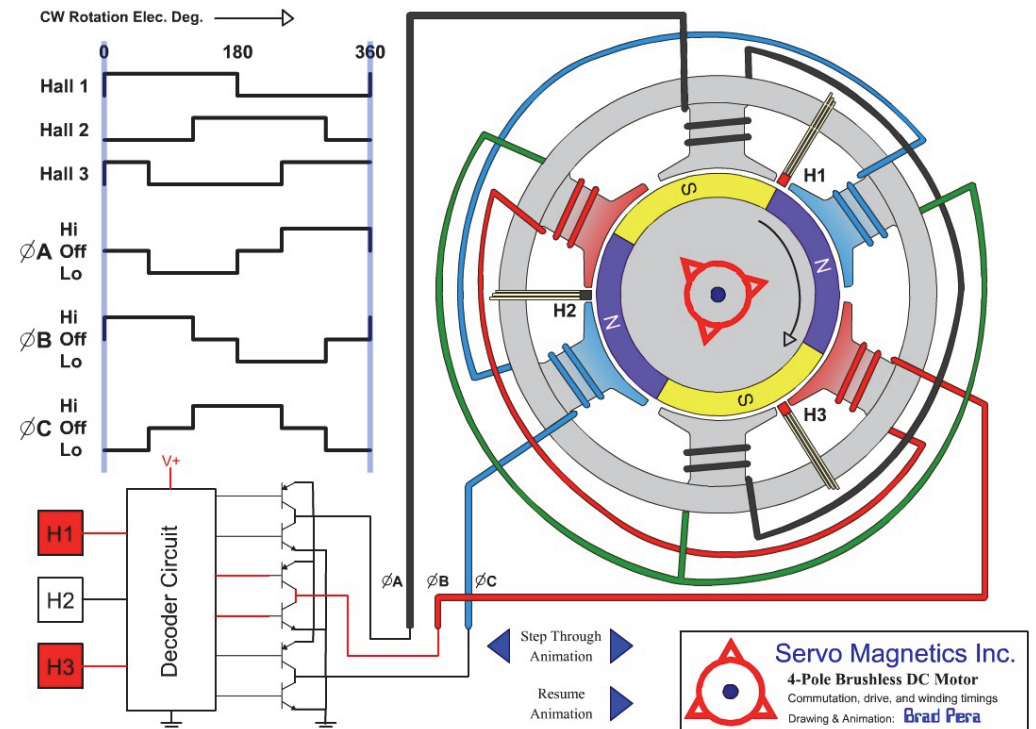 CW Rotation Elec. Deg.
0 180 360
Hall 1
Hall 2
Hall 3
Hi
∅A Off
Lo
Hi
∅B Off
Lo
Hi
∅C Off
Lo
V+
H1
H2
H3
Decoder Circuit
∅A ∅B ∅C
S
H1
N
H2
N
S
H3
Step Through
Animation
Resume
Animation
Servo Magnetics Inc.
4-Pole Brushless DC Motor
Commutation, drive, and winding timings
Drawing & Animation: Brad Pera